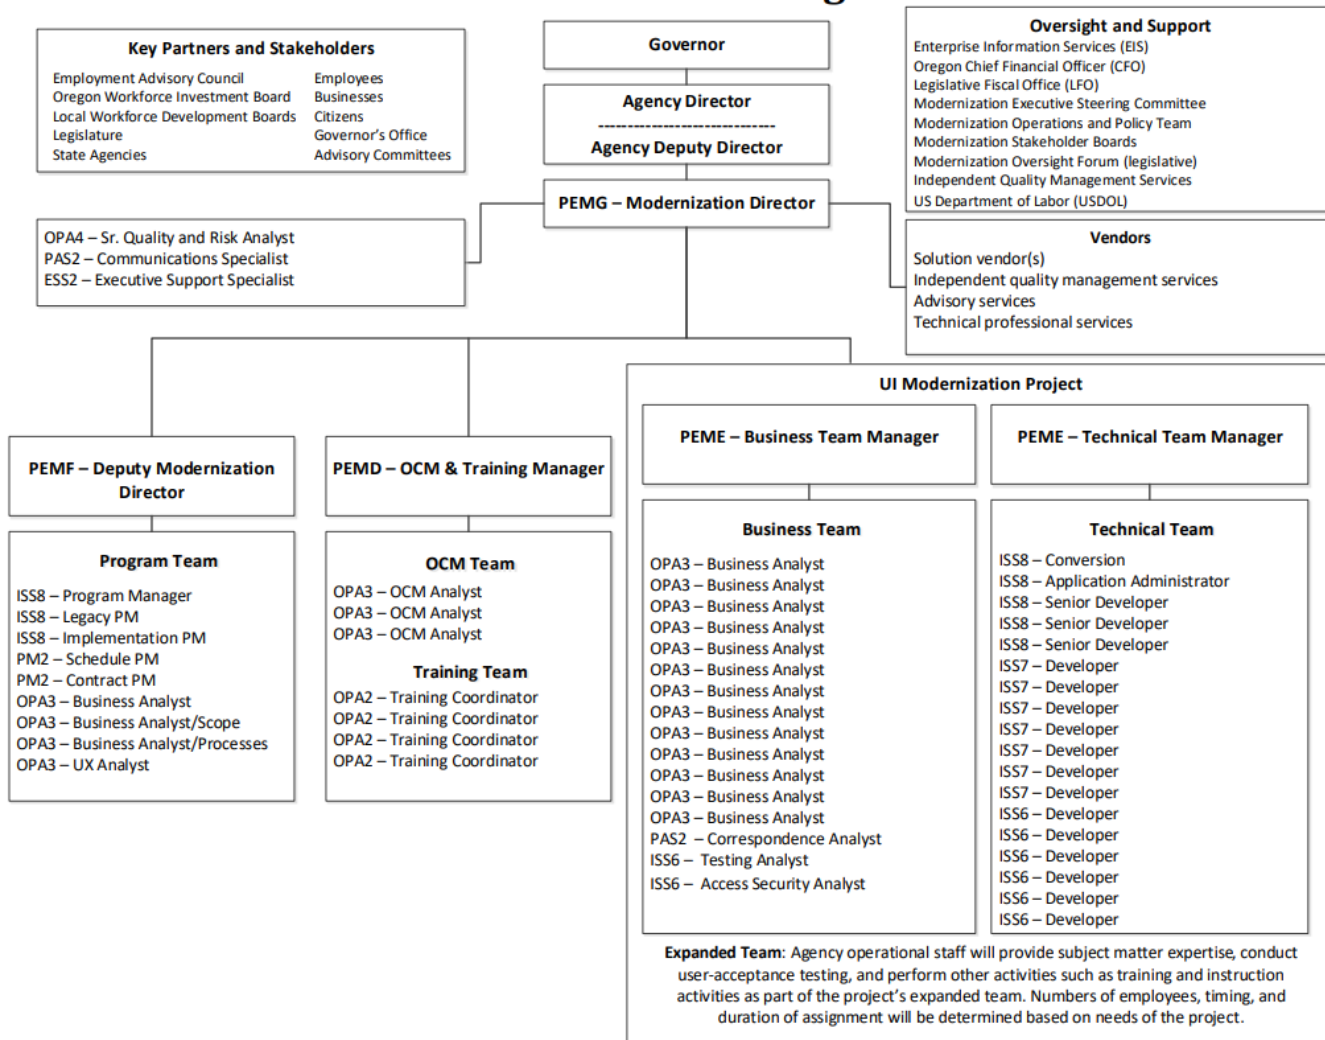 Key Partners and Stakeholders
Employment Advisory Council
Oregon Workforce Investment Board
Local Workforce Development Boards
Legislature
State Agencies
Employees
Businesses
Citizens
Governor's Office
Advisory Committees
Governor
Agency Director
------------------------------
Agency Deputy Director
PEMG – Modernization Director
Oversight and Support
Enterprise Information Services (EIS)
Oregon Chief Financial Officer (CFO)
Legislative Fiscal Office (LFO)
Modernization Executive Steering Committee
Modernization Operations and Policy Team
Modernization Stakeholder Boards
Modernization Oversight Forum (legislative)
Independent Quality Management Services
US Department of Labor (USDOL)
OPA4 – Sr. Quality and Risk Analyst
PAS2 – Communications Specialist
ESS2 – Executive Support Specialist
Vendors
Solution vendor(s)
Independent quality management services
Advisory services
Technical professional services
PEMF – Deputy Modernization
Director
Program Team
ISS8 – Program Manager
ISS8 – Legacy PM
ISS8 – Implementation PM
PM2 – Schedule PM
PM2 – Contract PM
OPA3 – Business Analyst
OPA3 – Business Analyst/Scope
OPA3 – Business Analyst/Processes
OPA3 – UX Analyst
PEMD – OCM & Training Manager
OCM Team
OPA3 – OCM Analyst
OPA3 – OCM Analyst
OPA3 – OCM Analyst
Training Team
OPA2 – Training Coordinator
OPA2 – Training Coordinator
OPA2 – Training Coordinator
OPA2 – Training Coordinator
UI Modernization Project
PEME – Business Team Manager
Business Team
OPA3 – Business Analyst
OPA3 – Business Analyst
OPA3 – Business Analyst
OPA3 – Business Analyst
OPA3 – Business Analyst
OPA3 – Business Analyst
OPA3 – Business Analyst
OPA3 – Business Analyst
OPA3 – Business Analyst
OPA3 – Business Analyst
OPA3 – Business Analyst
OPA3 – Business Analyst
OPA3 – Business Analyst
PAS2 – Correspondence Analyst
ISS6 – Testing Analyst
ISS6 – Access Security Analyst
PEME – Technical Team Manager
Technical Team
ISS8 – Conversion
ISS8 – Application Administrator
ISS8 – Senior Developer
ISS8 – Senior Developer
ISS8 – Senior Developer
ISS7 – Developer
ISS7 – Developer
ISS7 – Developer
ISS7 – Developer
ISS7 – Developer
ISS7 – Developer
ISS7 – Developer
ISS6 – Developer
ISS6 – Developer
ISS6 – Developer
ISS6 – Developer
ISS6 – Developer
ISS6 – Developer
Expanded Team: Agency operational staff will provide subject matter expertise, conduct
user-acceptance testing, and perform other activities such as training and instruction
activities as part of the project's expanded team. Numbers of employees, timing, and
duration of assignment will be determined based on needs of the project.